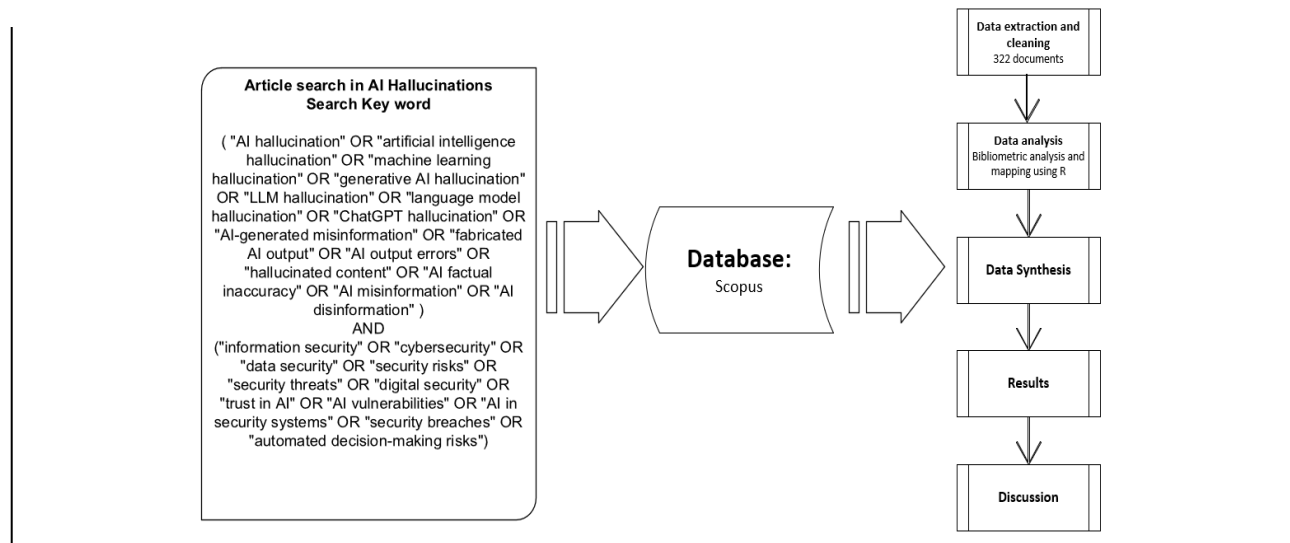 Article search in AI Hallucinations
Search Key word
( "AI hallucination" OR "artificial intelligence
hallucination" OR "machine learning
hallucination" OR "generative AI hallucination"
OR "LLM hallucination" OR "language model
hallucination" OR "ChatGPT hallucination" OR
"AI-generated misinformation" OR "fabricated
AI output" OR "AI output errors" OR
"hallucinated content" OR "AI factual
inaccuracy" OR "AI misinformation" OR "AI
disinformation" )
AND
("information security" OR "cybersecurity" OR
"data security" OR "security risks" OR
"security threats" OR "digital security" OR
"trust in AI" OR "AI vulnerabilities" OR "AI in
security systems" OR "security breaches" OR
"automated decision-making risks")
Database:
Scopus
Data extraction and
cleaning
322 documents
Data analysis
Bibliometric analysis and
mapping using R
Data Synthesis
Results
Discussion